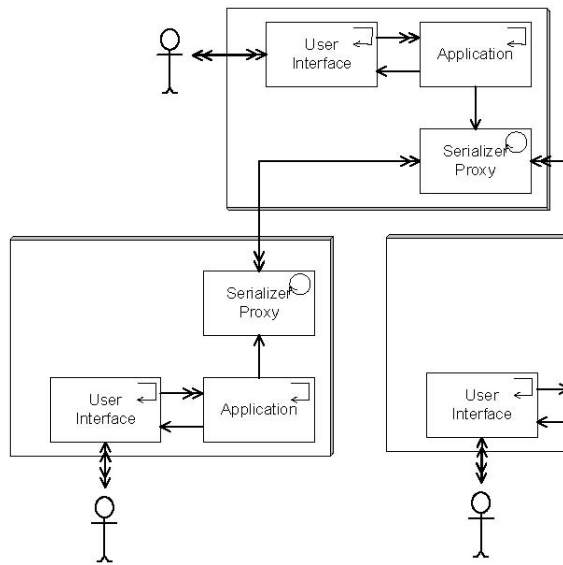 User
Interface
Application
Serializer
Proxy
Serializer
Proxy
User
Interface
Application
User
Interface